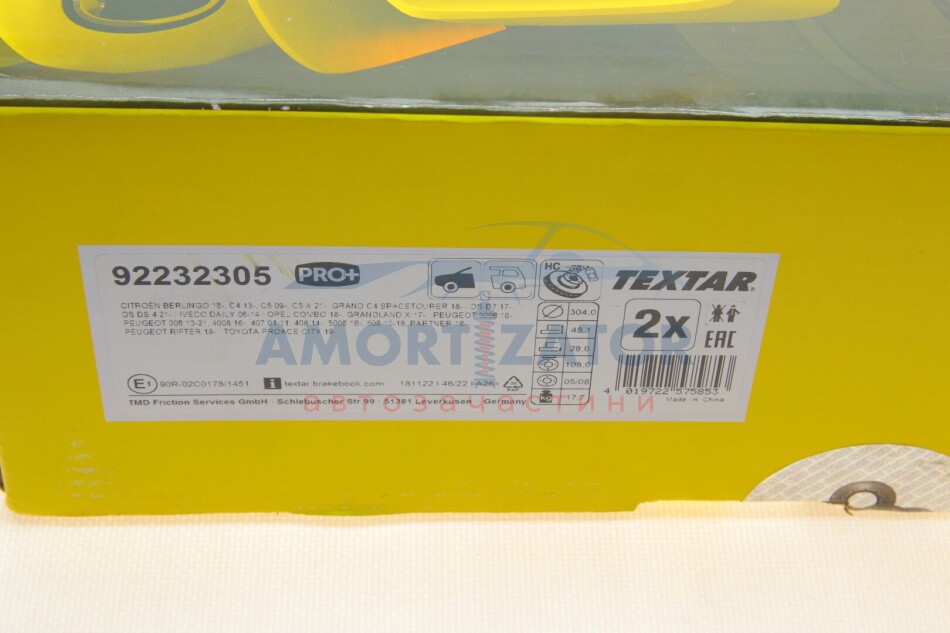 92232305 PRO+
HC
TEXTAR®
CITROËN BERLINGO 18-, C4 13-, C5 09-, C5 X 21-, GRAND C4 SPACETOURER 18-, DS D7 17-
DS DS 4 21-, IVECO DAILY 06-14, OPEL COMBO 18-, GRANDLAND X 17-, PEUGEOT 3008 16-
PEUGEOT 308 13-21, 4008 16-, 407 04-11, 408 14-, 5008 16-, 508 10-18, PARTNER 18-
PEUGEOT RIFTER 18-, TOYOTA PROACE CITY 19-
304,0
48,1
28,0
108,0
05/08
kg ~17,7
2x
EAC
E1 90R-02C0178/1451
i textar.brakebook.com
181122146/22
TMD Friction Services GmbH · Schlebuscher Str 99 · 51381 Leverkusen · Germany
4 019722 575853
Made in China
AMORTIZATOR
автозапчастини